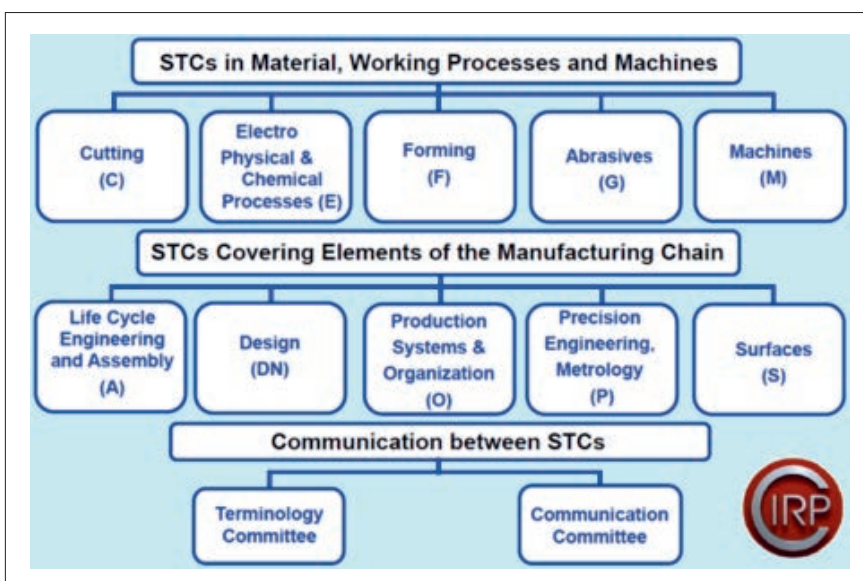 STCs in Material, Working Processes and Machines
Cutting
(C)
Electro
Physical &
Chemical
Processes (E)
Forming
(F)
Abrasives
(G)
Machines
(M)
STCs Covering Elements of the Manufacturing Chain
Life Cycle
Engineering
and Assembly
(A)
Design
(DN)
Production
Systems &
Organization
(O)
Precision
Engineering,
Metrology
(P)
Surfaces
(S)
Communication between STCs
Terminology
Committee
Communication
Committee
CIRP